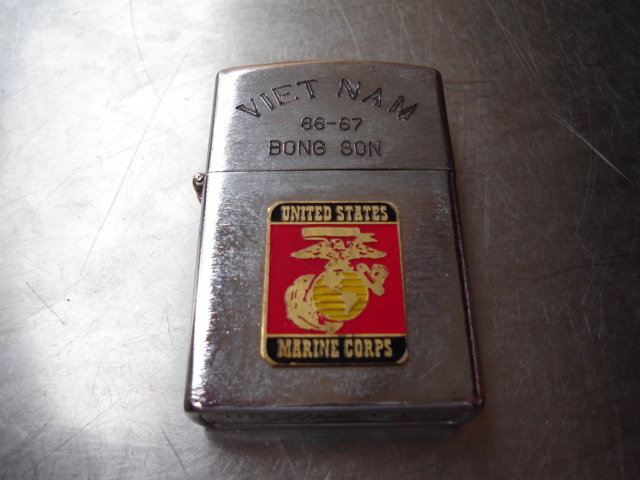 VIET NAM
66-67
BONG SON
UNITED STATES
MARINE CORPS